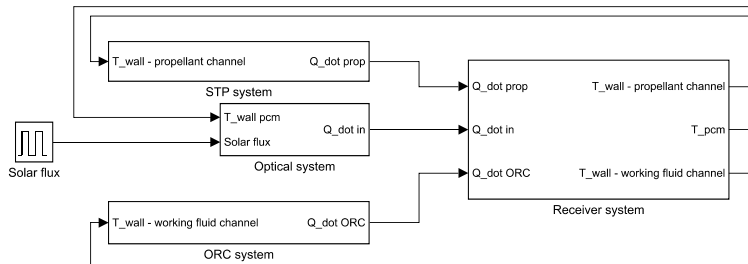 T_wall - propellant channel
Q_dot prop
STP system
T_wall pcm
Solar flux
Q_dot in
Optical system
Solar flux
T_wall - working fluid channel
Q_dot ORC
ORC system
Q_dot prop
T_wall - propellant channel
Q_dot in
T_pcm
Q_dot ORC
T_wall - working fluid channel
Receiver system